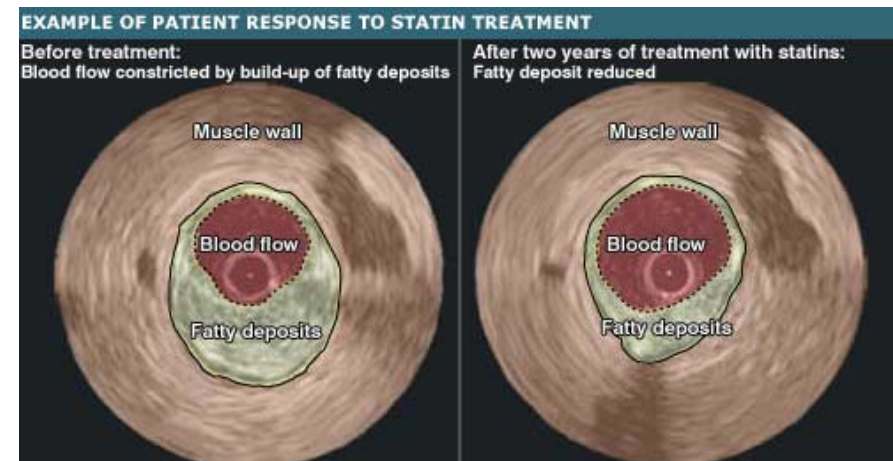 EXAMPLE OF PATIENT RESPONSE TO STATIN TREATMENT
Before treatment:
Blood flow constricted by build-up of fatty deposits
Muscle wall
Blood flow
Fatty deposits
After two years of treatment with statins:
Fatty deposit reduced
Muscle wall
Blood flow
Fatty deposits